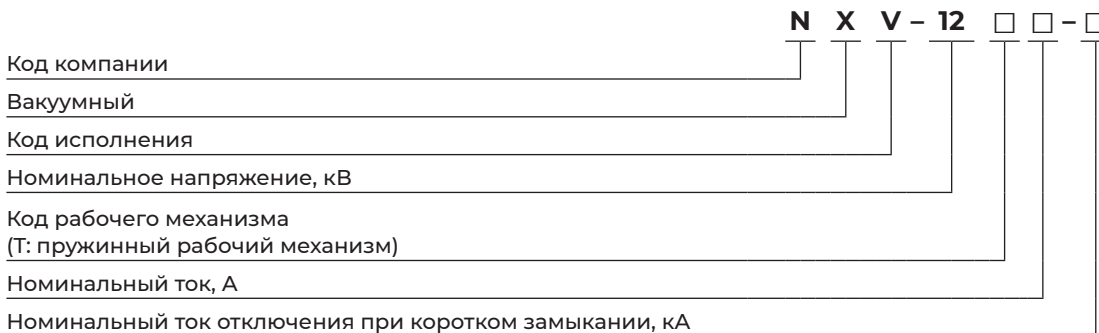 N X V – 12 □ □ – □
Код компании
Вакуумный
Код исполнения
Номинальное напряжение, кВ
Код рабочего механизма
(Т: пружинный рабочий механизм)
Номинальный ток, А
Номинальный ток отключения при коротком замыкании, кА